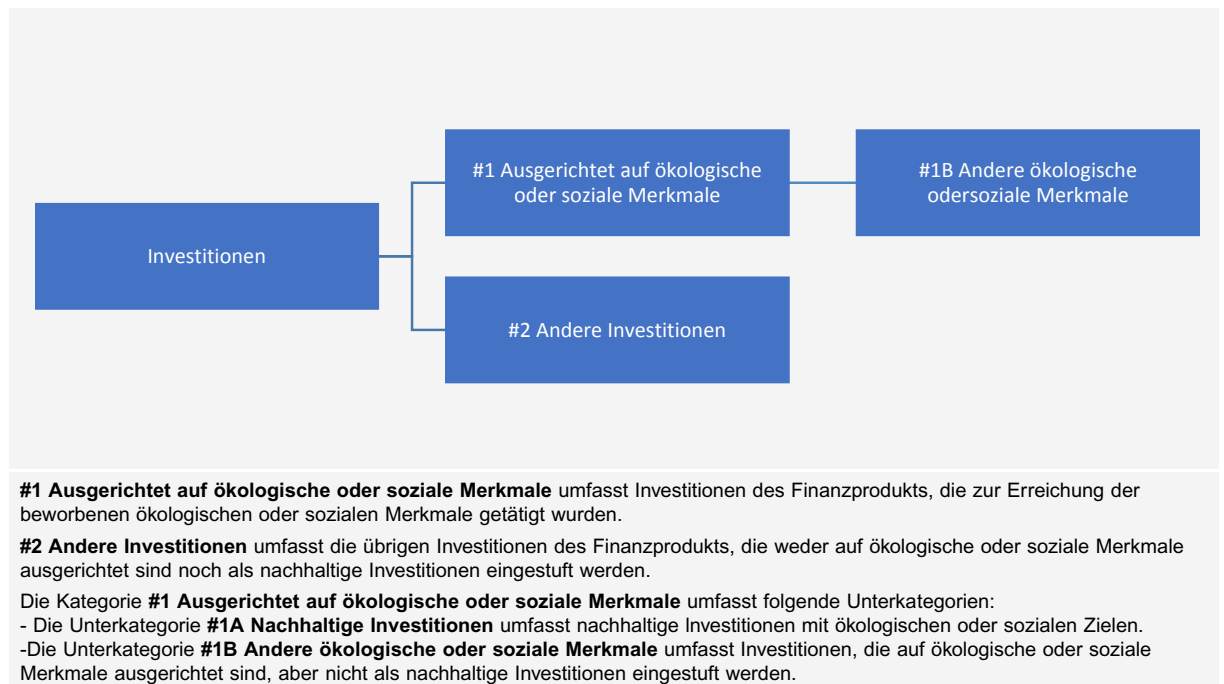 #1 Ausgerichtet auf ökologische
oder soziale Merkmale
#1B Andere ökologische
odersoziale Merkmale
Investitionen
#2 Andere Investitionen
#1 Ausgerichtet auf ökologische oder soziale Merkmale umfasst Investitionen des Finanzprodukts, die zur Erreichung der
beworbenen ökologischen oder sozialen Merkmale getätigt wurden.
#2 Andere Investitionen umfasst die übrigen Investitionen des Finanzprodukts, die weder auf ökologische oder soziale Merkmale
ausgerichtet sind noch als nachhaltige Investitionen eingestuft werden.
Die Kategorie #1 Ausgerichtet auf ökologische oder soziale Merkmale umfasst folgende Unterkategorien:
- Die Unterkategorie #1A Nachhaltige Investitionen umfasst nachhaltige Investitionen mit ökologischen oder sozialen Zielen.
-Die Unterkategorie #1B Andere ökologische oder soziale Merkmale umfasst Investitionen, die auf ökologische oder soziale
Merkmale ausgerichtet sind, aber nicht als nachhaltige Investitionen eingestuft werden.